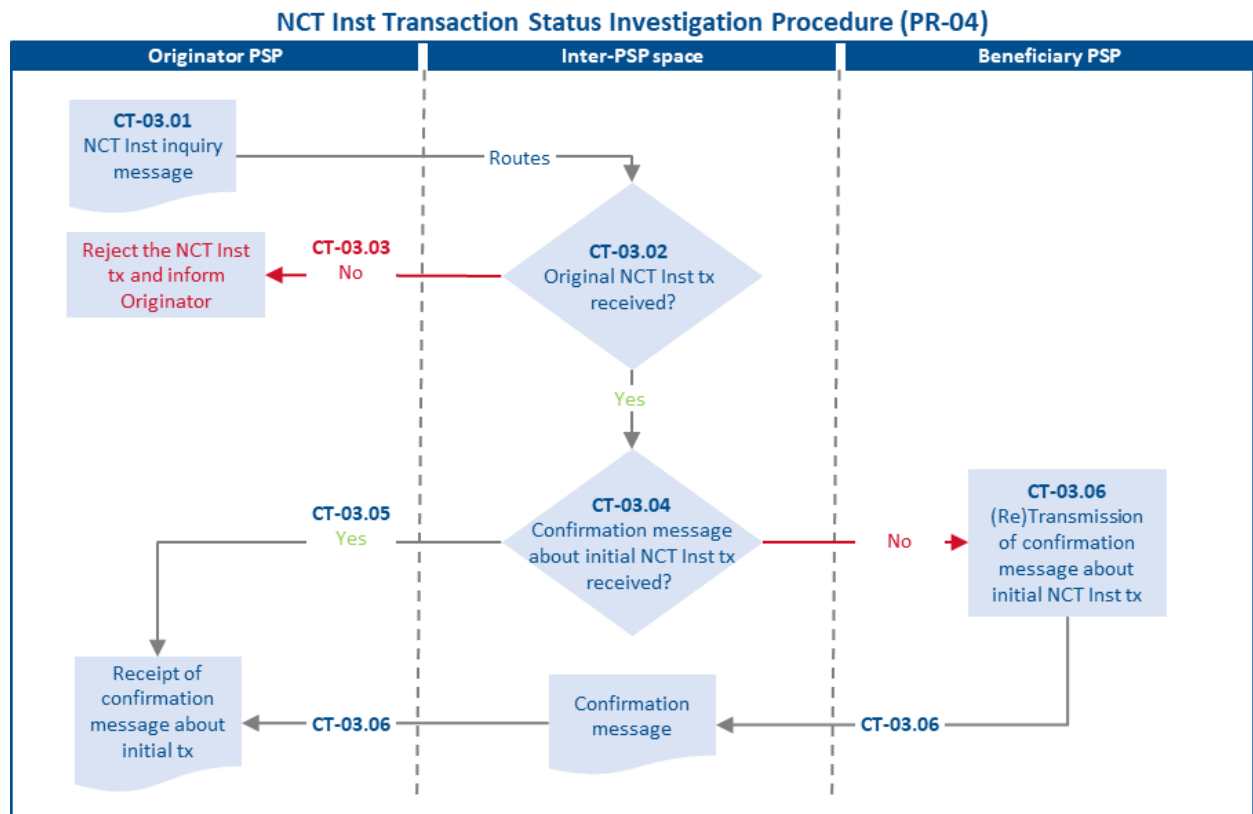 NCT Inst Transaction Status Investigation Procedure (PR-04)
Originator PSP
Inter-PSP space
Beneficiary PSP
CT-03.01
NCT Inst inquiry
message
Routes
CT-03.02
Original NCT Inst tx
received?
CT-03.03
No
Reject the NCT Inst
tx and inform
Originator
Yes
CT-03.04
Confirmation message
about initial NCT Inst tx
received?
CT-03.05
Yes
No
CT-03.06
(Re)Transmission
of confirmation
message about
initial NCT Inst tx
Receipt of
confirmation
message about
initial tx
CT-03.06
Confirmation
message
CT-03.06